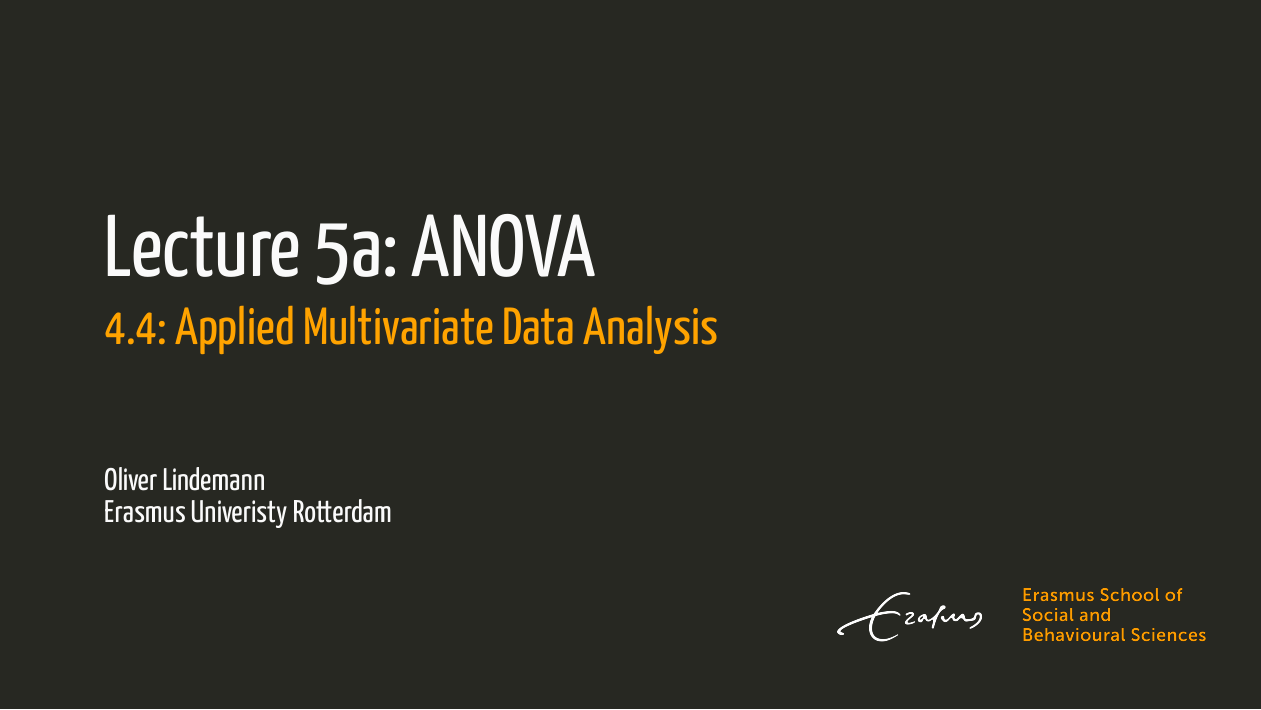 Lecture 5a: ANOVA
4.4: Applied Multivariate Data Analysis
Oliver Lindemann
Erasmus Univeristy Rotterdam
Erasmus
Erasmus School of
Social and
Behavioural Sciences